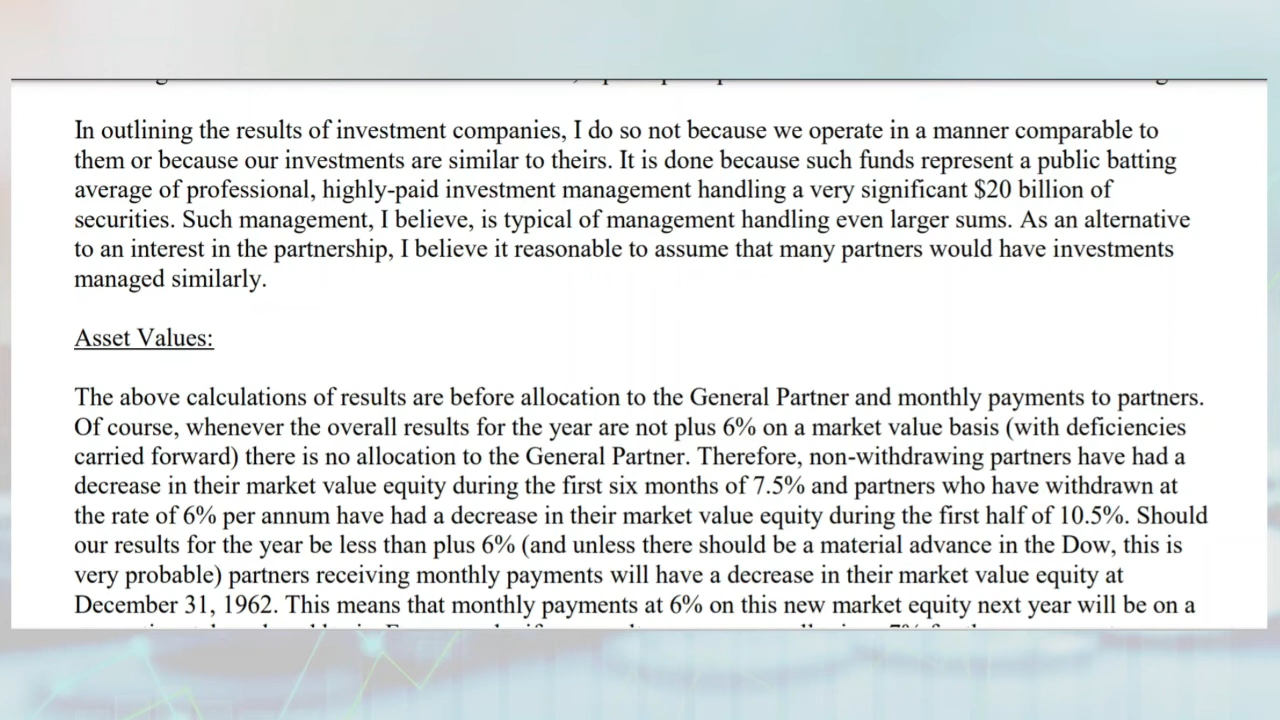 In outlining the results of investment companies, I do so not because we operate in a manner comparable to
them or because our investments are similar to theirs. It is done because such funds represent a public batting
average of professional, highly-paid investment management handling a very significant $20 billion of
securities. Such management, I believe, is typical of management handling even larger sums. As an alternative
to an interest in the partnership, I believe it reasonable to assume that many partners would have investments
managed similarly.
Asset Values:
The above calculations of results are before allocation to the General Partner and monthly payments to partners.
Of course, whenever the overall results for the year are not plus 6% on a market value basis (with deficiencies
carried forward) there is no allocation to the General Partner. Therefore, non-withdrawing partners have had a
decrease in their market value equity during the first six months of 7.5% and partners who have withdrawn at
the rate of 6% per annum have had a decrease in their market value equity during the first half of 10.5%. Should
our results for the year be less than plus 6% (and unless there should be a material advance in the Dow, this is
very probable) partners receiving monthly payments will have a decrease in their market value equity at
December 31, 1962. This means that monthly payments at 6% on this new market equity next year will be on a